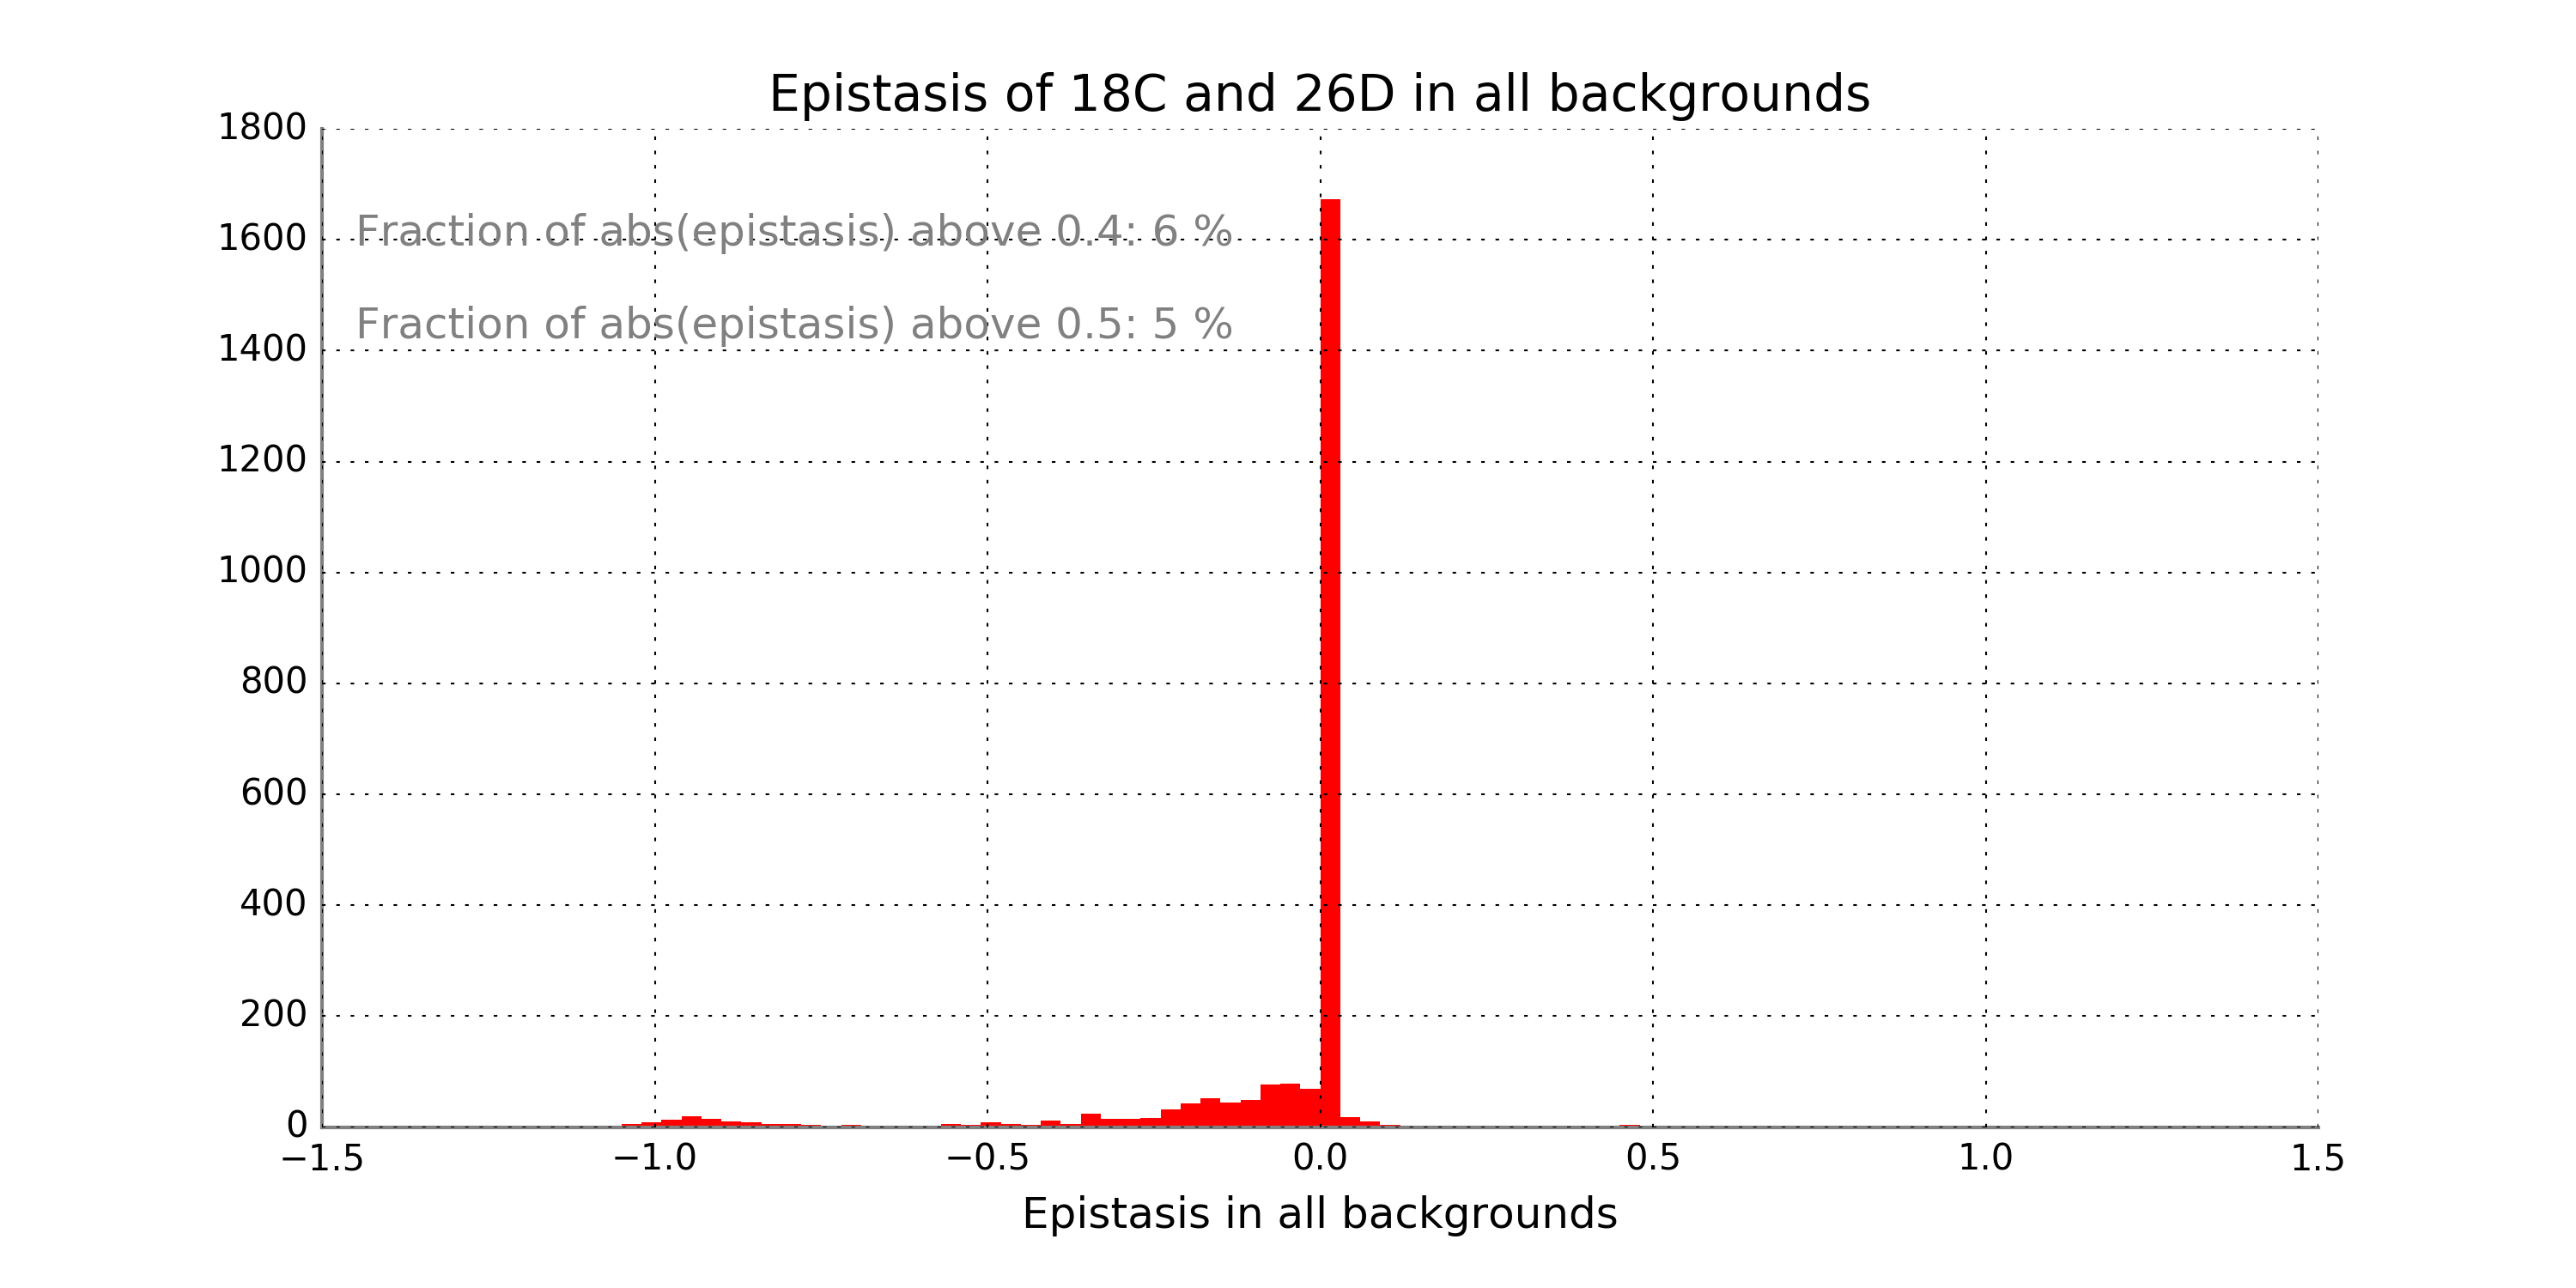 Epistasis of 18C and 26D in all backgrounds
1800
1600
1400
1200
1000
800
600
400
200
0
Fraction of abs(epistasis) above 0.4: 6 %
Fraction of abs(epistasis) above 0.5: 5 %
−1.5 −1.0 −0.5 0.0 0.5 1.0 1.5
Epistasis in all backgrounds